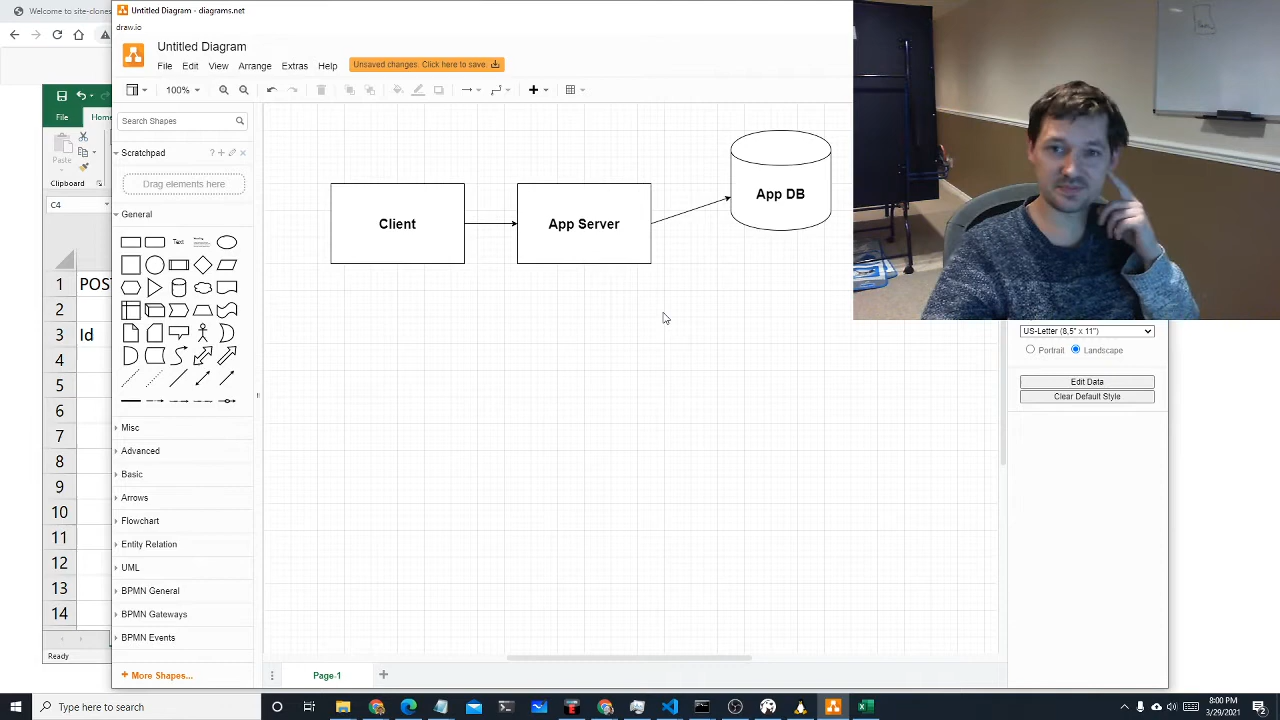 site-clones
Untitled Diagram - diagrams.net
draw.io
Untitled Diagram
File Edit View Arrange Extras Help
Unsaved changes. Click here to save.
100%
File Home
Paste
Clipboard
C4
1 POST
2
3 Id
4
5
6
7
8
9
10
11
12
13
14
Ready
Search Shapes
Scratchpad
Drag elements here
General
Text
Misc
Advanced
Basic
Arrows
Flowchart
Entity Relation
UML
BPMN General
BPMN Gateways
BPMN Events
+ More Shapes...
Client
App Server
App DB
US-Letter (8,5" x 11")
Portrait Landscape
Edit Data
Clear Default Style
Page-1
Type here to search
8:00 PM
3/29/2021